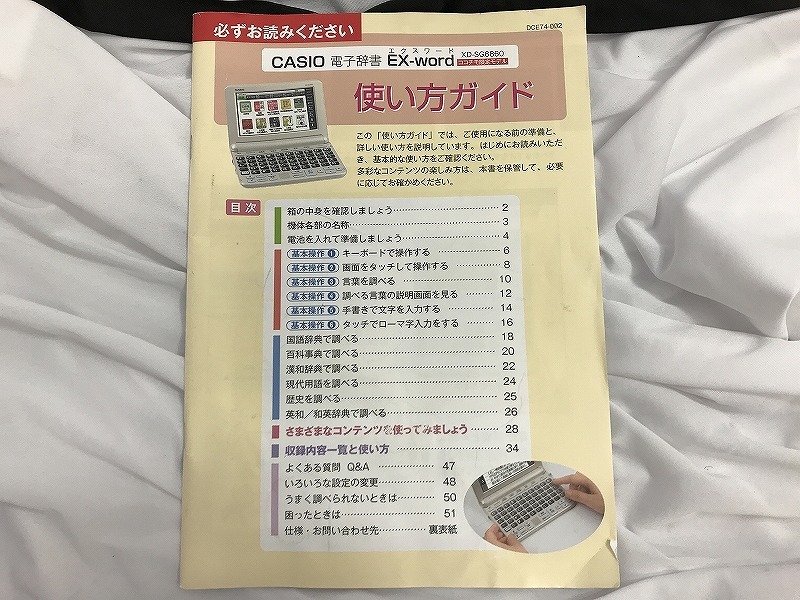 必ずお読みください
DCE74-002
エクスワード
CASIO 電子辞書 EX-word XD-SG6860
ココチモ限定モデル
使い方ガイド
この「使い方ガイド」では、ご使用になる前の準備と、
詳しい使い方を説明しています。はじめにお読みいただ
き、基本的な使い方をご確認ください。
多彩なコンテンツの楽しみ方は、本書を保管して、必要
に応じてお確かめください。
目次
箱の中身を確認しましょう 2
機体各部の名称 3
電池を入れて準備しましょう 4
基本操作 1 キーボードで操作する 6
基本操作 2 画面をタッチして操作する 8
基本操作 3 言葉を調べる 10
基本操作 4 調べる言葉の説明画面を見る 12
基本操作 5 手書きで文字を入力する 14
基本操作 6 タッチでローマ字入力をする 16
国語辞典で調べる 18
百科事典で調べる 20
漢和辞典で調べる 22
現代用語を調べる 24
歴史を調べる 25
英和／和英辞典で調べる 26
さまざまなコンテンツを使ってみましょう 28
収録内容一覧と使い方 34
よくある質問 Q&A 47
いろいろな設定の変更 48
うまく調べられないときは 50
困ったときは 51
仕様・お問い合わせ先 裏表紙